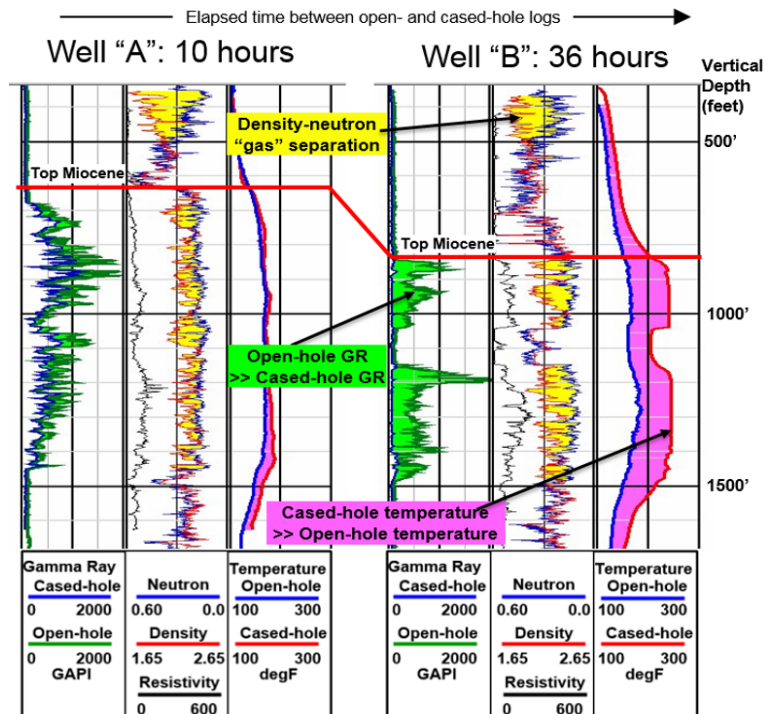 Elapsed time between open- and cased-hole logs
Well “A”: 10 hours
Well “B”: 36 hours
Vertical
Depth
(feet)
Density-neutron
“gas” separation
500’
Top Miocene
Top Miocene
1000’
Open-hole GR
>> Cased-hole GR
1500’
Cased-hole temperature
>> Open-hole temperature
Gamma Ray
Cased-hole
0 2000
Open-hole
0 2000
GAPI
Neutron
0.60 0.0
Density
1.65 2.65
Resistivity
0 600
Temperature
Open-hole
100 300
Cased-hole
100 300
degF
Gamma Ray
Cased-hole
0 2000
Open-hole
0 2000
GAPI
Neutron
0.60 0.0
Density
1.65 2.65
Resistivity
0 600
Temperature
Open-hole
100 300
Cased-hole
100 300
degF